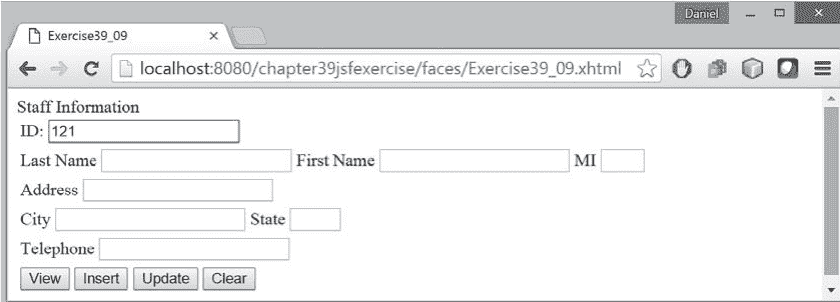 Daniel
Exercise39_09
localhost:8080/chapter39jsfexercise/faces/Exercise39_09.xhtml
Staff Information
ID: 121
Last Name First Name MI
Address
City State
Telephone
View Insert Update Clear